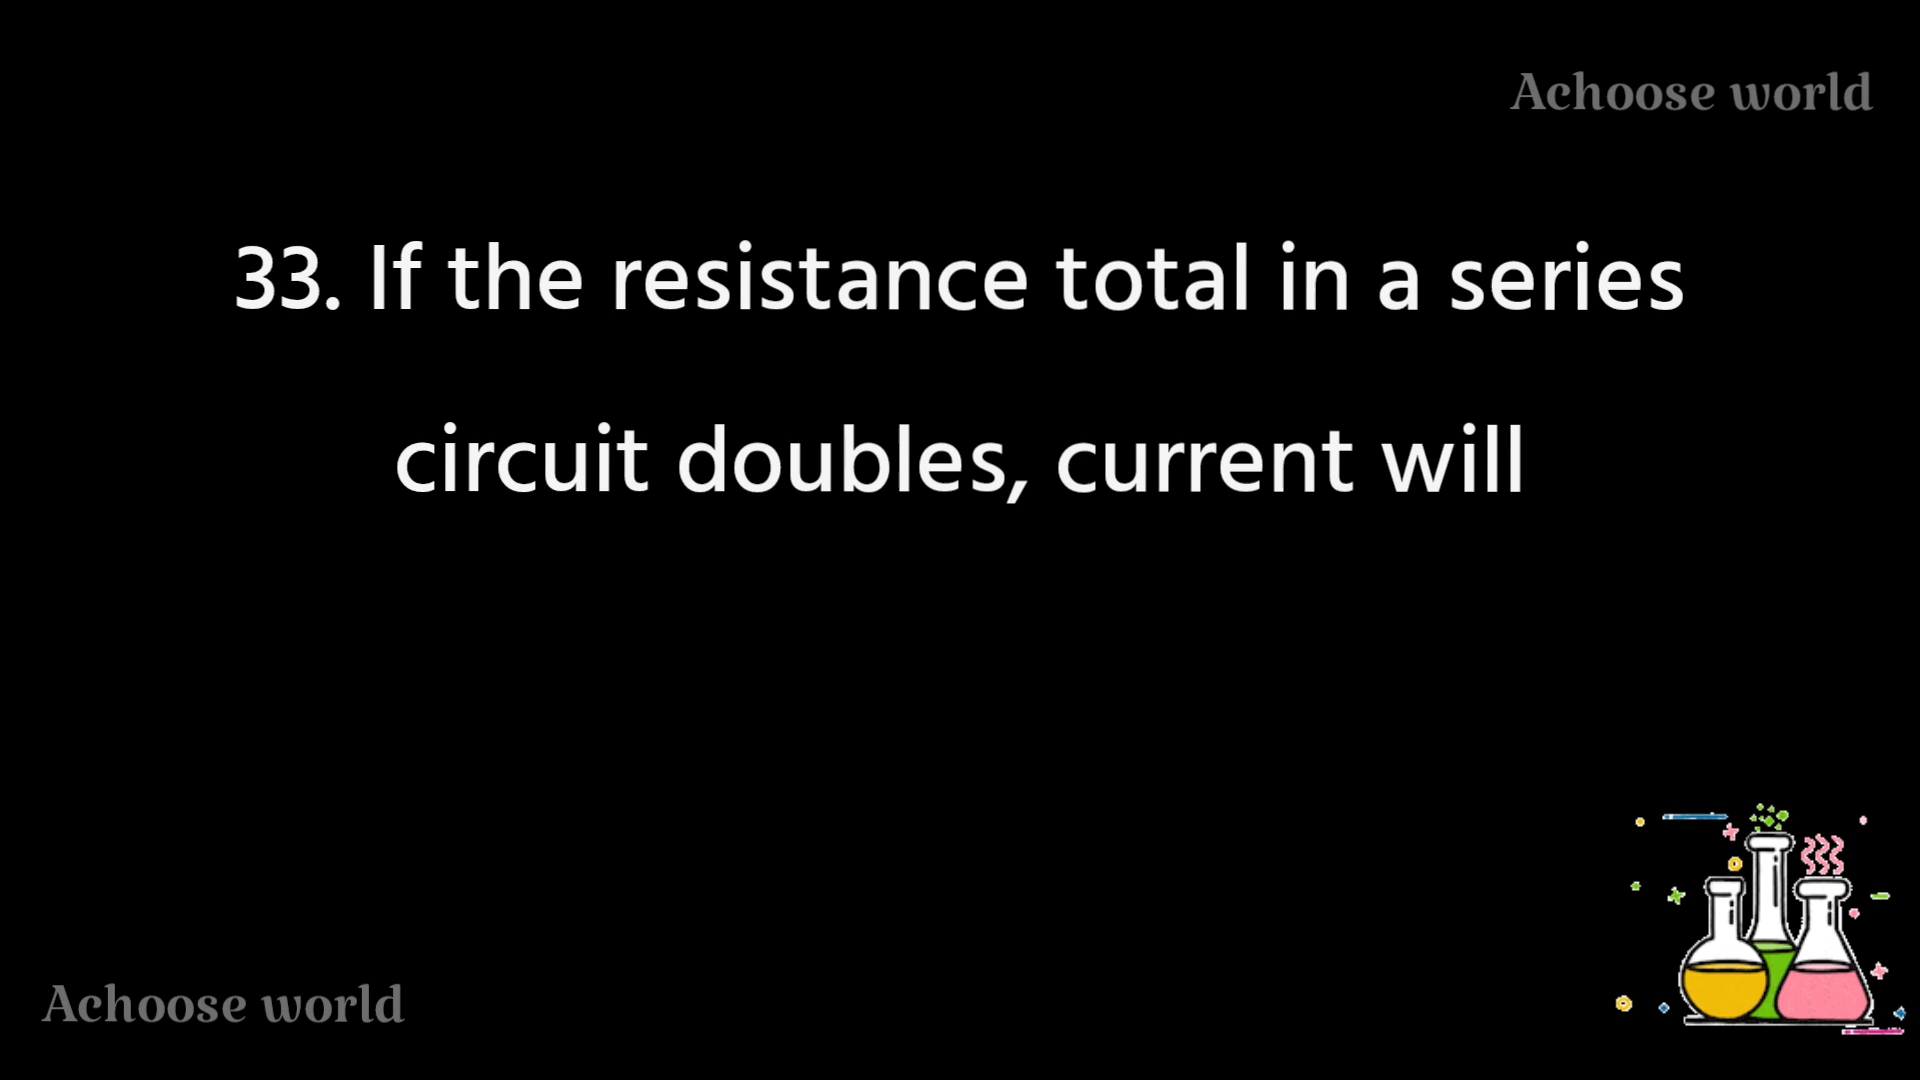 Achoose world
33. If the resistance total in a series
circuit doubles, current will
Achoose world